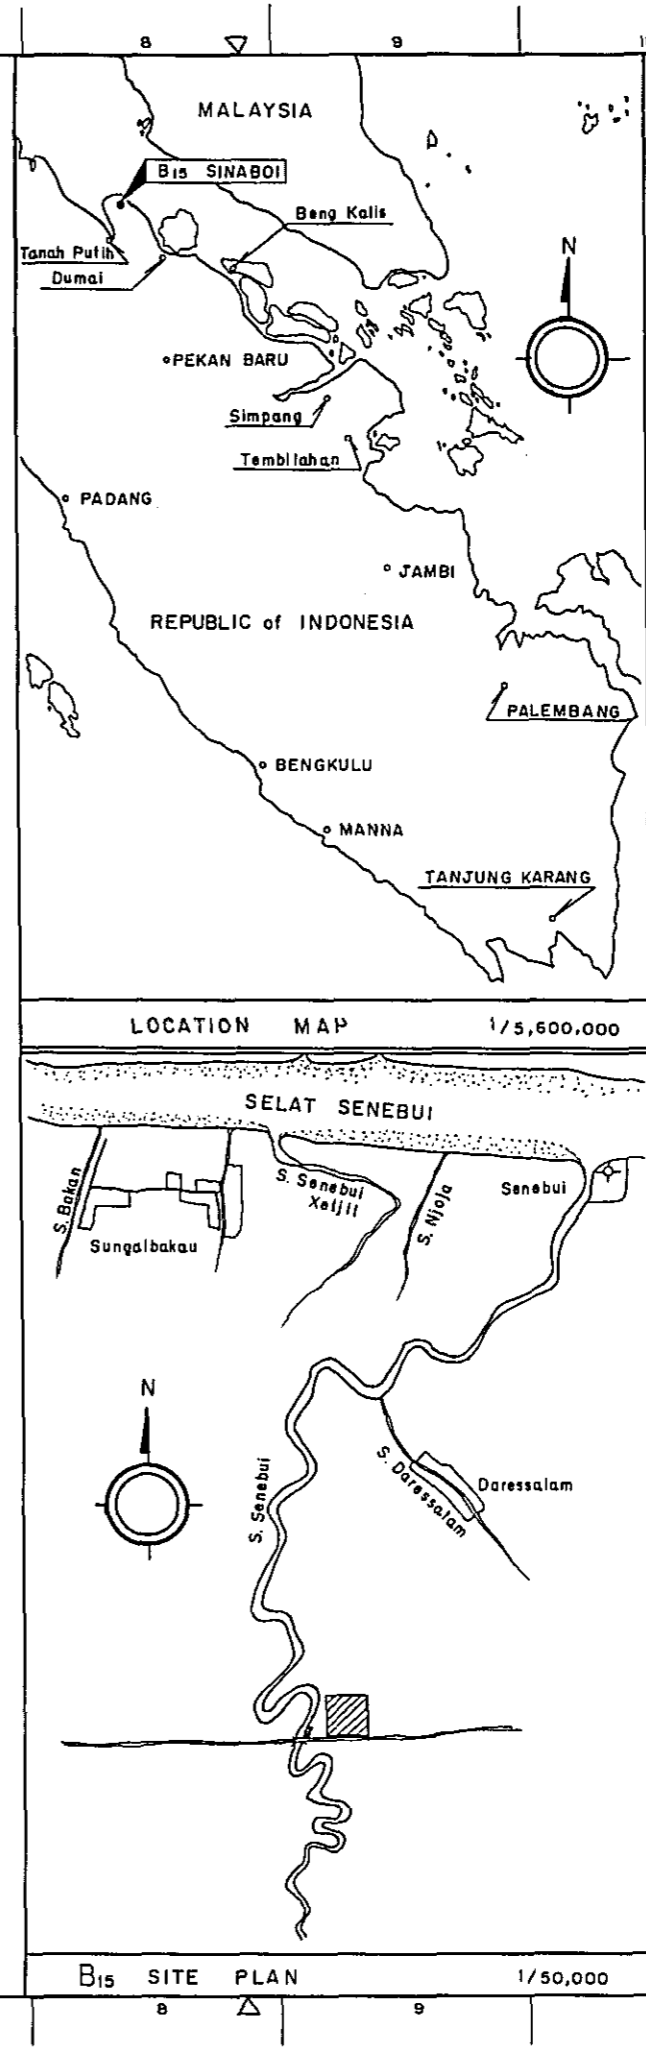 8
9
MALAYSIA
B15 SINABOI
Beng Kalis
Tanah Putih
Dumai
N
PEKAN BARU
Simpang
Tembilahan
PADANG
JAMBI
REPUBLIC of INDONESIA
PALEMBANG
BENGKULU
MANNA
TANJUNG KARANG
LOCATION MAP 1/5,600,000
SELAT SENEBUI
S. Bakan
S. Senebui
Ketjil
S. Njoja
Senebui
Sungaibakau
N
S. Senebui
S. Daressalam
Daressalam
B15 SITE PLAN 1/50,000
8
9